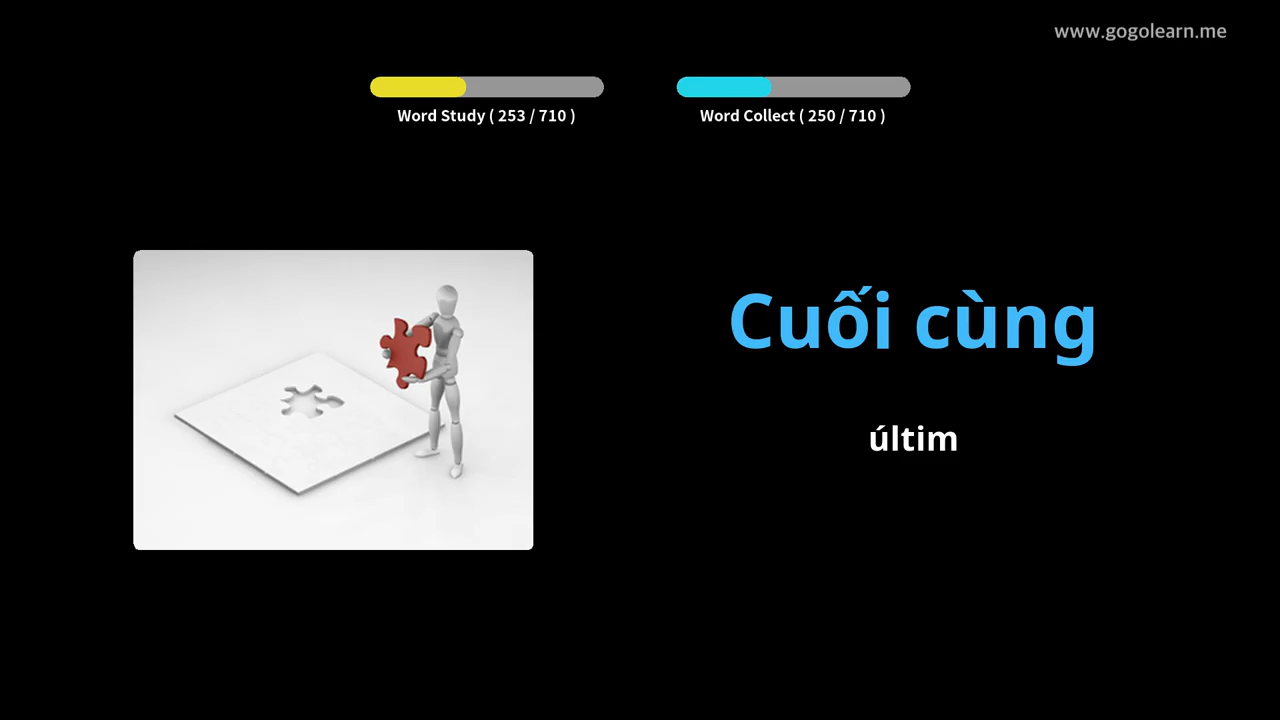 www.gogolearn.me
Word Study ( 253 / 710 )
Word Collect ( 250 / 710 )
Cuối cùng
últim